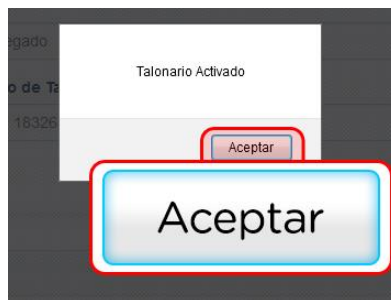 egado
Talonario Activado
o de Ta
18326
Aceptar
Aceptar